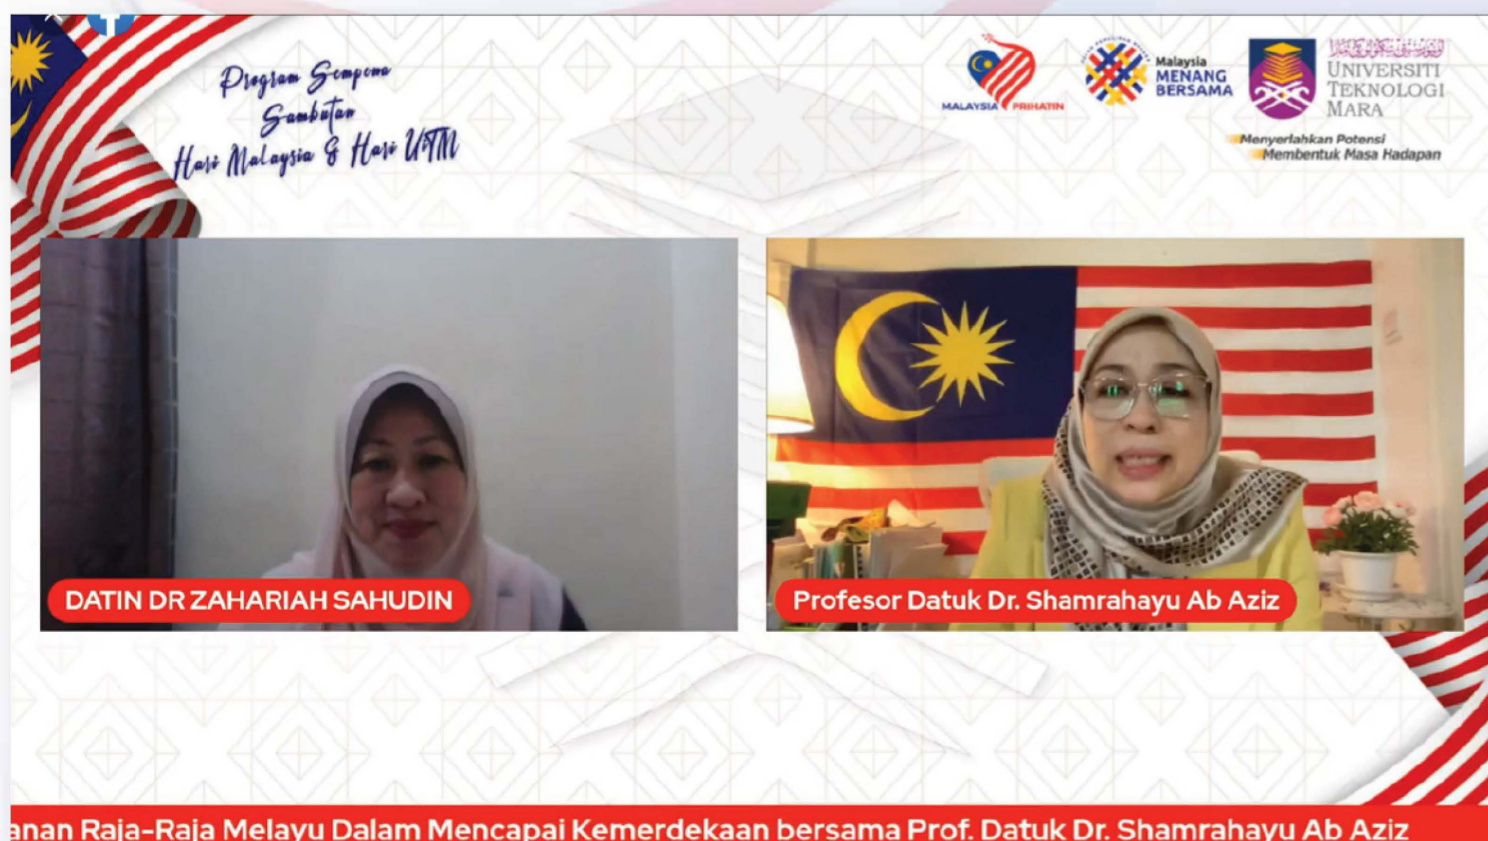 Program Sempena
Sambutan
Hari Malaysia & Hari UiTM
MALAYSIA PRIHATIN
Malaysia
MENANG
BERSAMA
UNIVERSITI
TEKNOLOGI
MARA
Menyerlahkan Potensi
Membentuk Masa Hadapan
DATIN DR ZAHARIAH SAHUDIN
Profesor Datuk Dr. Shamrahayu Ab Aziz
anan Raja-Raja Melayu Dalam Mencapai Kemerdekaan bersama Prof. Datuk Dr. Shamrahayu Ab Aziz